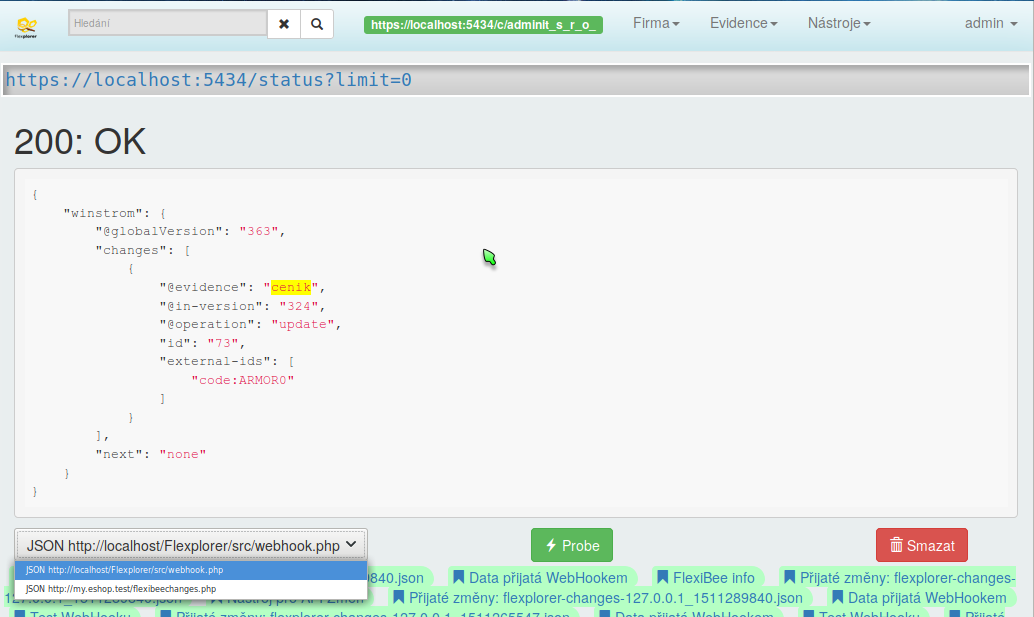 Flexplorer
Hledání
https://localhost:5434/c/adminit_s_r_o_
Firma
Evidence
Nástroje
admin
https://localhost:5434/status?limit=0
200: OK
{
"winstrom": {
"@globalVersion": "363",
"changes": [
{
"@evidence": "cenik",
"@in-version": "324",
"@operation": "update",
"id": "73",
"external-ids": [
"code:ARMOR0"
]
}
],
"next": "none"
}
}
JSON http://localhost/Flexplorer/src/webhook.php
Probe
Smazat
JSON http://localhost/Flexplorer/src/webhook.php
JSON http://my.eshop.test/flexibeechanges.php
840.json Data přijatá WebHookem FlexiBee info Přijaté změny: flexplorer-changes-
127.0.0.1_1511289840.json Nástroj pro API Změn Přijaté změny: flexplorer-changes-127.0.0.1_1511289840.json Data přijatá WebHookem
Test WebHooku Přijaté změny: flexplorer-changes-127.0.0.1_1511265547.json Data přijatá WebHookem Test WebHooku Přijaté